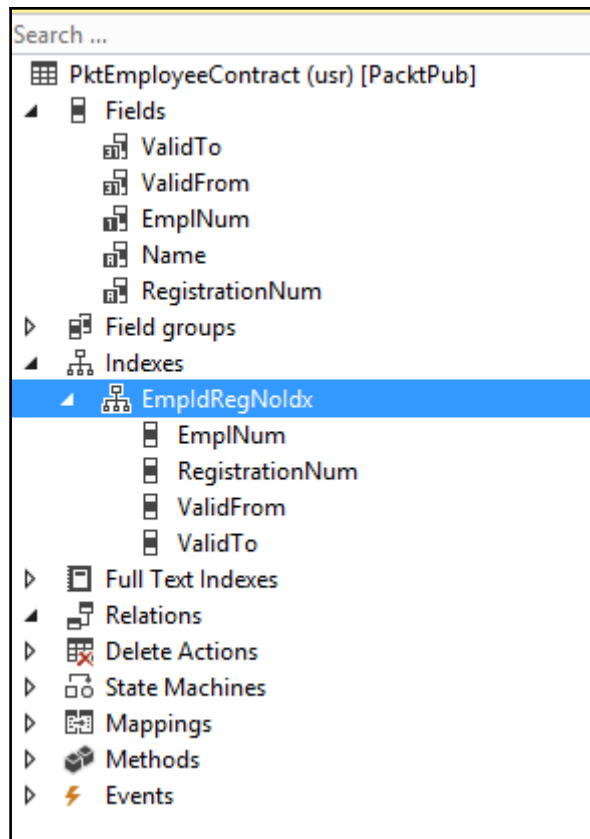 Search ...
PktEmployeeContract (usr) [PacktPub]
Fields
ValidTo
ValidFrom
EmplNum
Name
RegistrationNum
Field groups
Indexes
EmpIdRegNoIdx
EmplNum
RegistrationNum
ValidFrom
ValidTo
Full Text Indexes
Relations
Delete Actions
State Machines
Mappings
Methods
Events